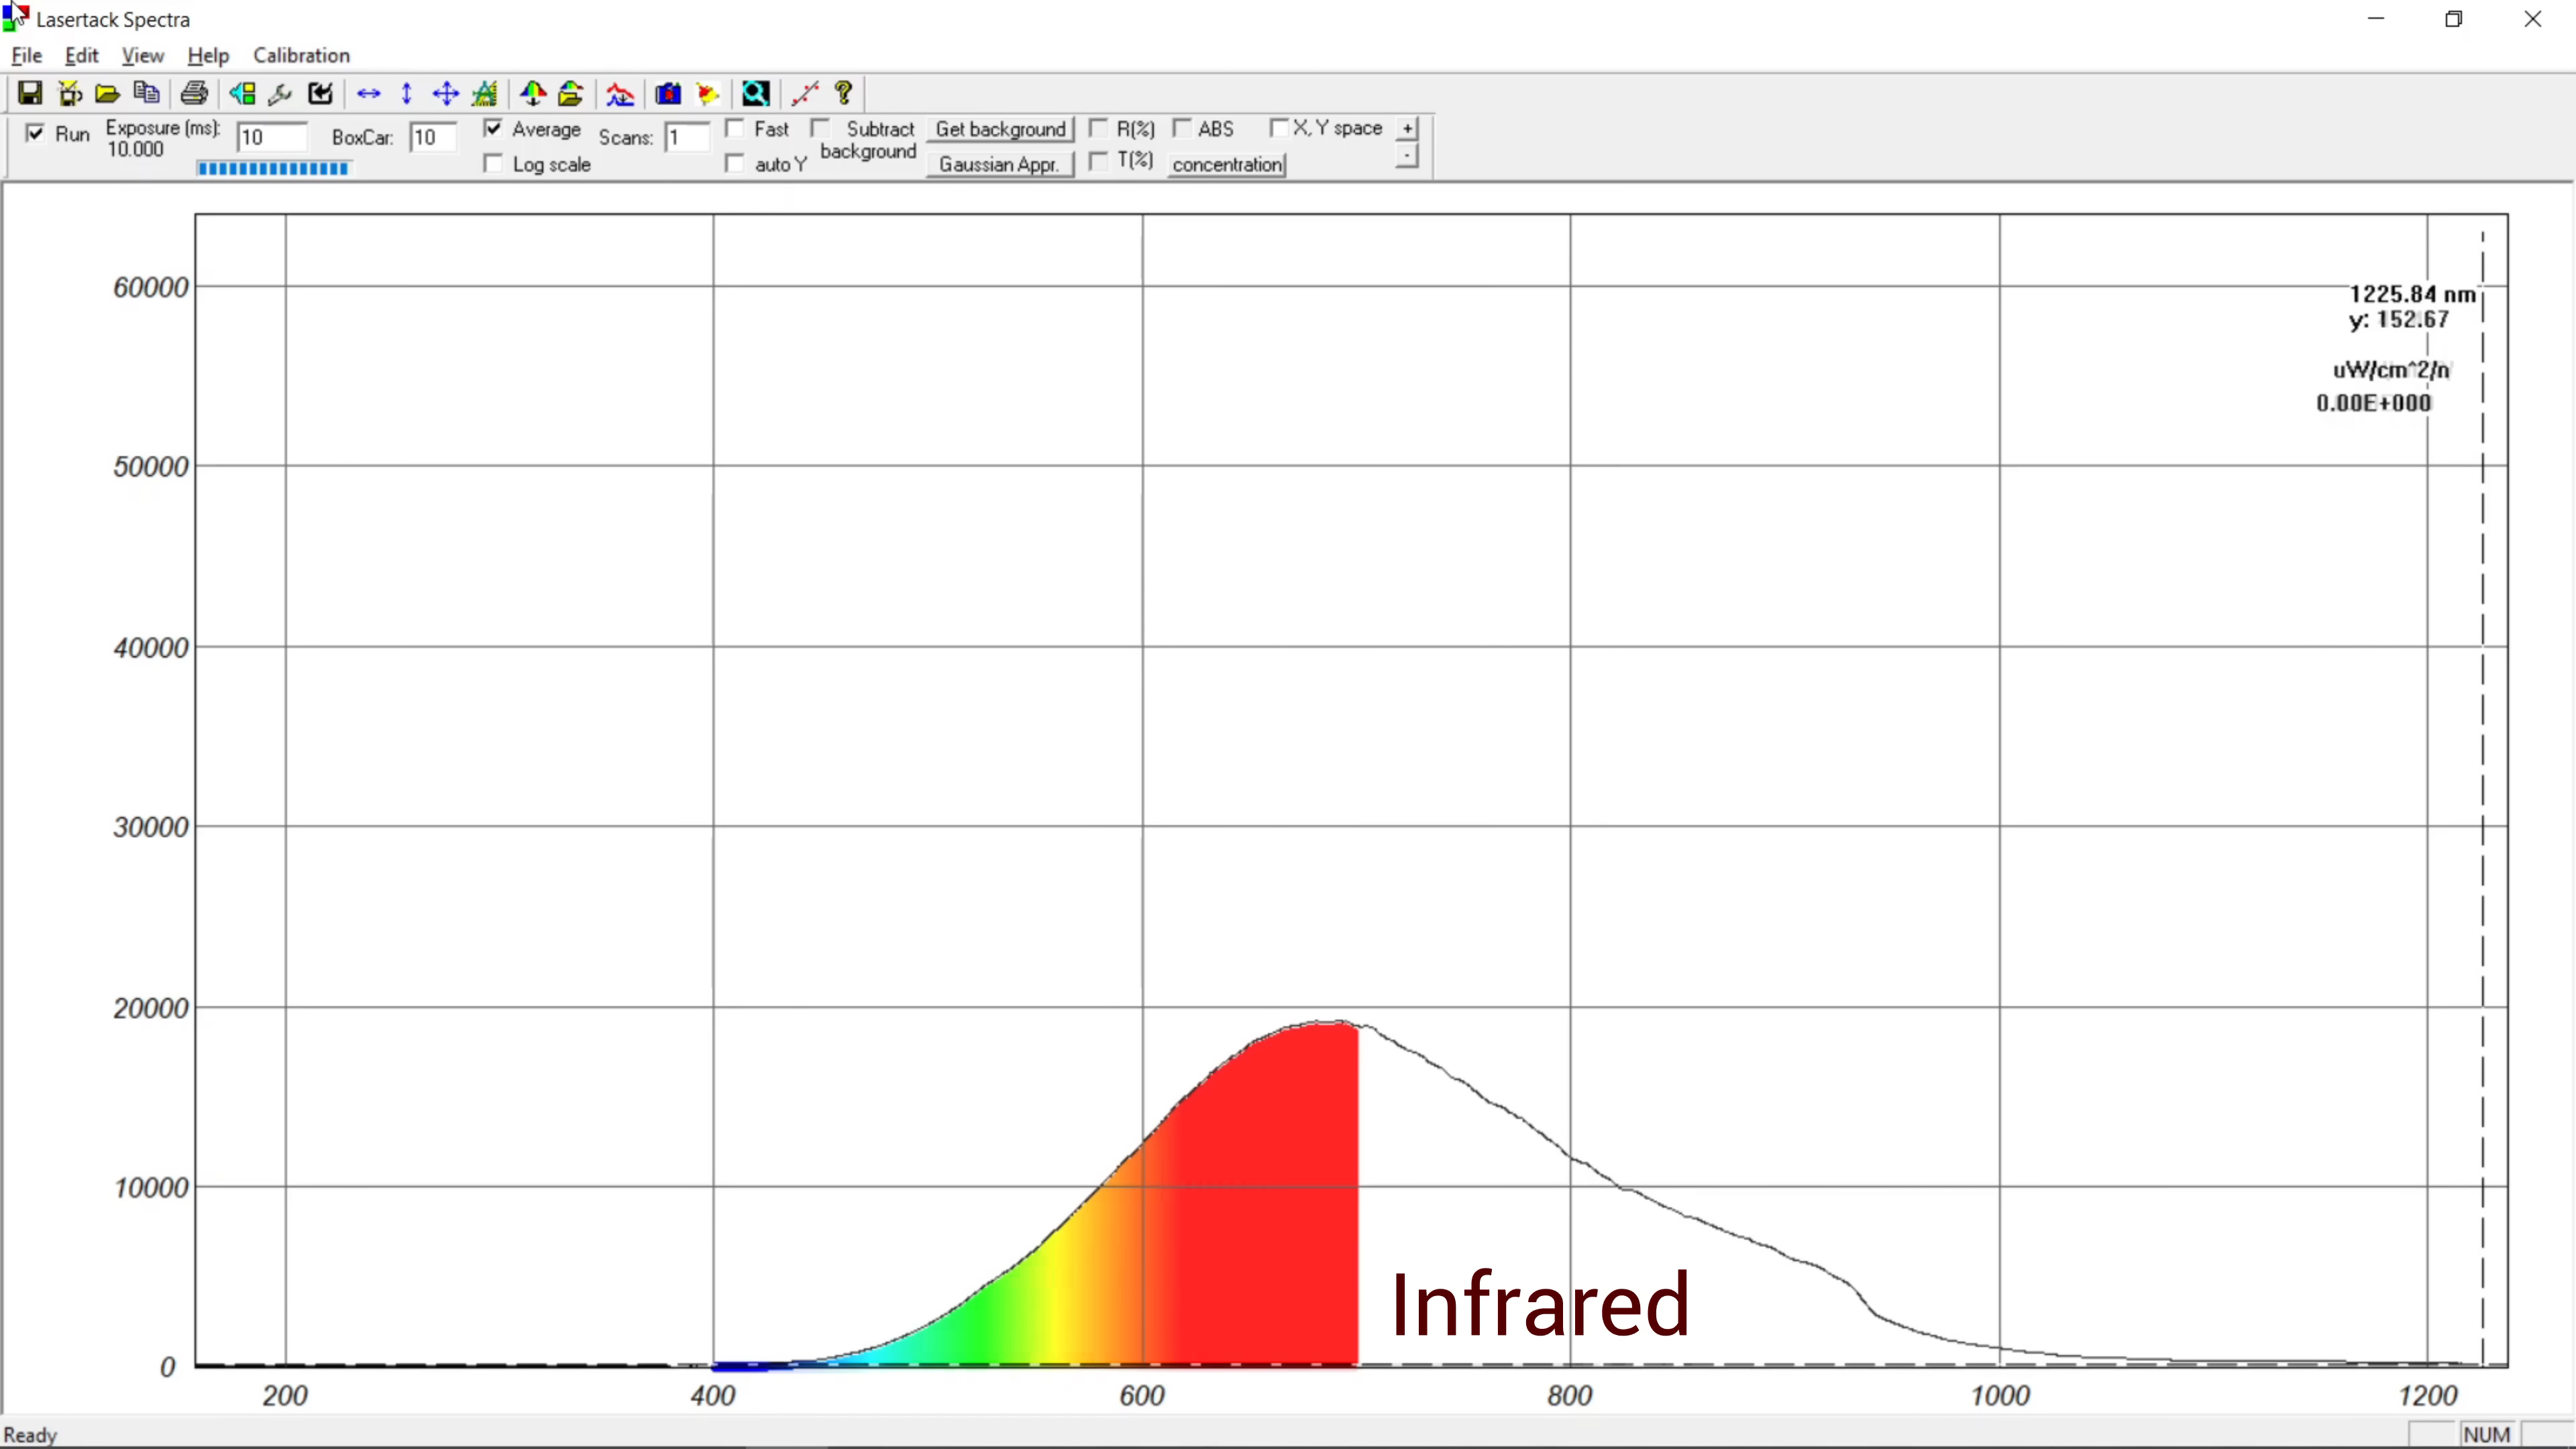 Lasertack Spectra
File Edit View Help Calibration
Run Exposure (ms): 10 BoxCar: 10 Average Scans: 1 Fast Subtract background Get background R(%) ABS X, Y space +
10.000 Log scale auto Y Gaussian Appr. T(%) concentration -
60000
1225.84 nm
y: 152.67
uW/cm^2/n
0.00E+000
50000
40000
30000
20000
10000
Infrared
0
200 400 600 800 1000 1200
Ready NUM